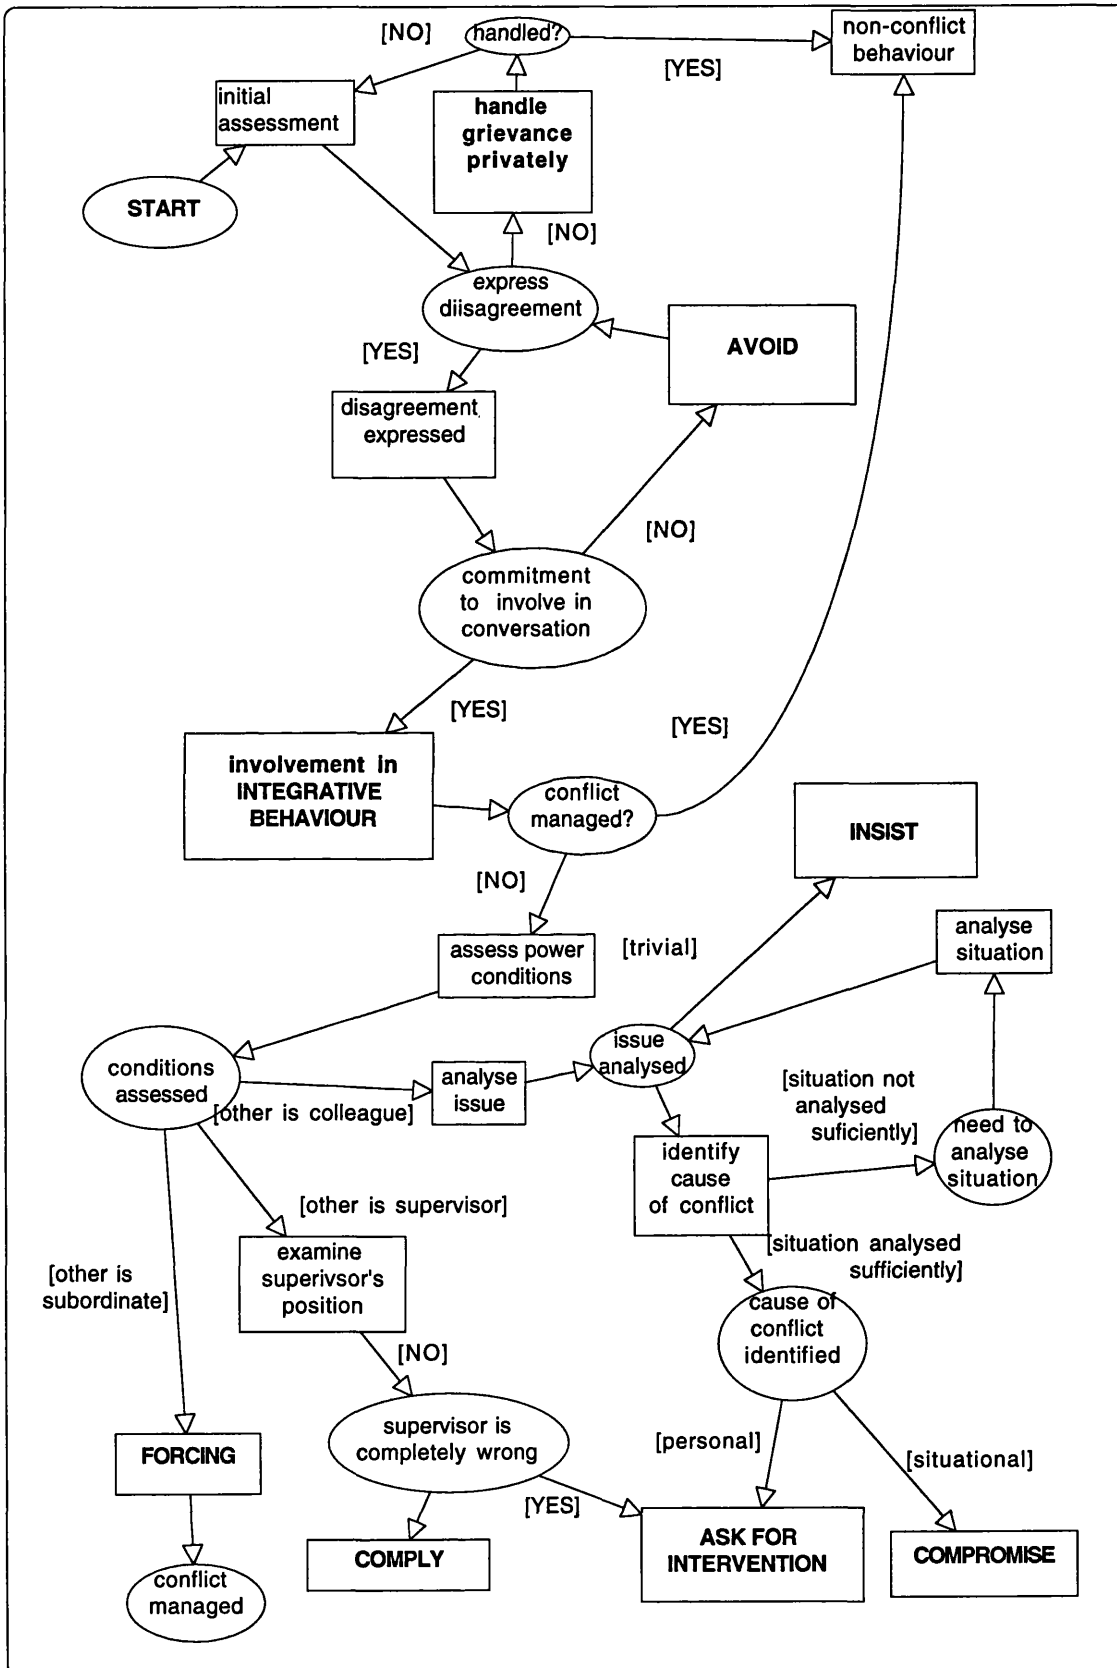 [NO]
handled?
[YES]
non-conflict
behaviour
initial
assessment
handle
grievance
privately
START
[NO]
express
diisagreement
AVOID
[YES]
disagreement
expressed
[NO]
commitment
to involve in
conversation
[YES]
[YES]
involvement in
INTEGRATIVE
BEHAVIOUR
conflict
managed?
INSIST
[NO]
assess power
conditions
[trivial]
analyse
situation
conditions
assessed
[other is colleague]
analyse
issue
issue
analysed
[situation not
analysed
suficiently]
need to
analyse
situation
identify
cause
of conflict
[other is supervisor]
[situation analysed
sufficiently]
examine
superivsor's
position
[other is
subordinate]
cause of
conflict
identified
[NO]
supervisor is
completely wrong
[personal]
[situational]
FORCING
[YES]
COMPLY
ASK FOR
INTERVENTION
COMPROMISE
conflict
managed